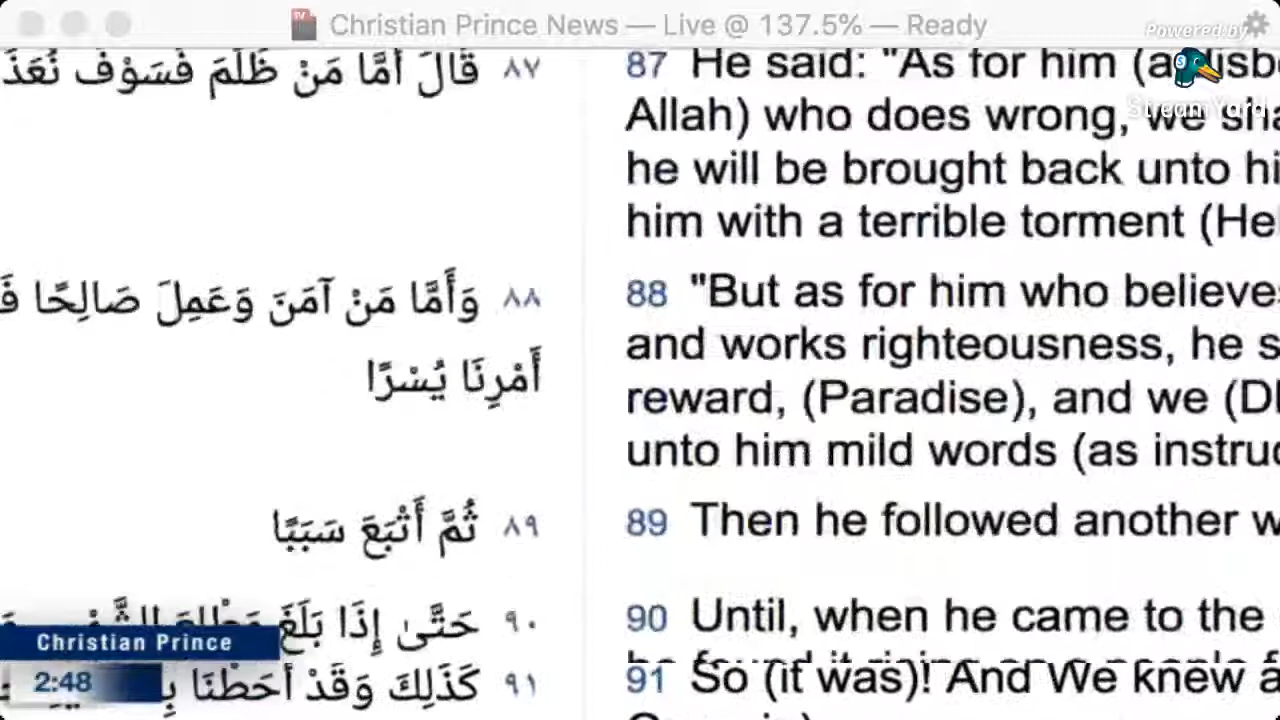 Christian Prince News — Live @ 137.5% — Ready
Powered by
StreamYard
قَالَ أَمَّا مَنْ ظَلَمَ فَسَوْفَ ٨٧
وَأَمَّا مَنْ آمَنَ وَعَمِلَ صَالِحًا ٨٨
أَمْرِنَا يُسْرًا
ثُمَّ أَتْبَعَ سَبَبًا ٨٩
حَتَّىٰ إِذَا بَلَغَ ٩٠
كَذَٰلِكَ وَقَدْ أَحَطْنَا ٩١
87 He said: "As for him (a
Allah) who does wrong, we
he will be brought back unto
him with a terrible torment
88 "But as for him who
and works righteousness, he
reward, (Paradise), and we
unto him mild words (as
89 Then he followed another
90 Until, when he came to the
91 So (it was)! And We knew
Christian Prince
2:48